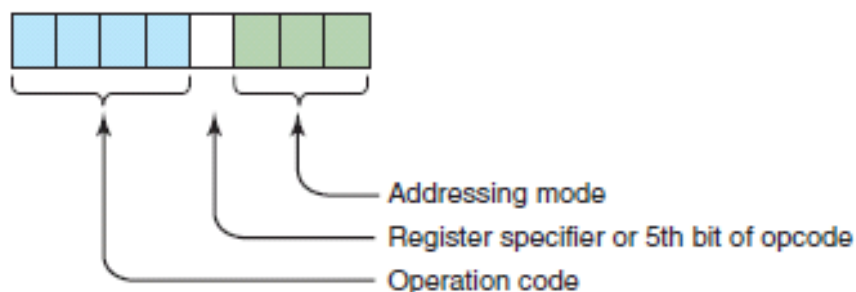 Addressing mode
Register specifier or 5th bit of opcode
Operation code